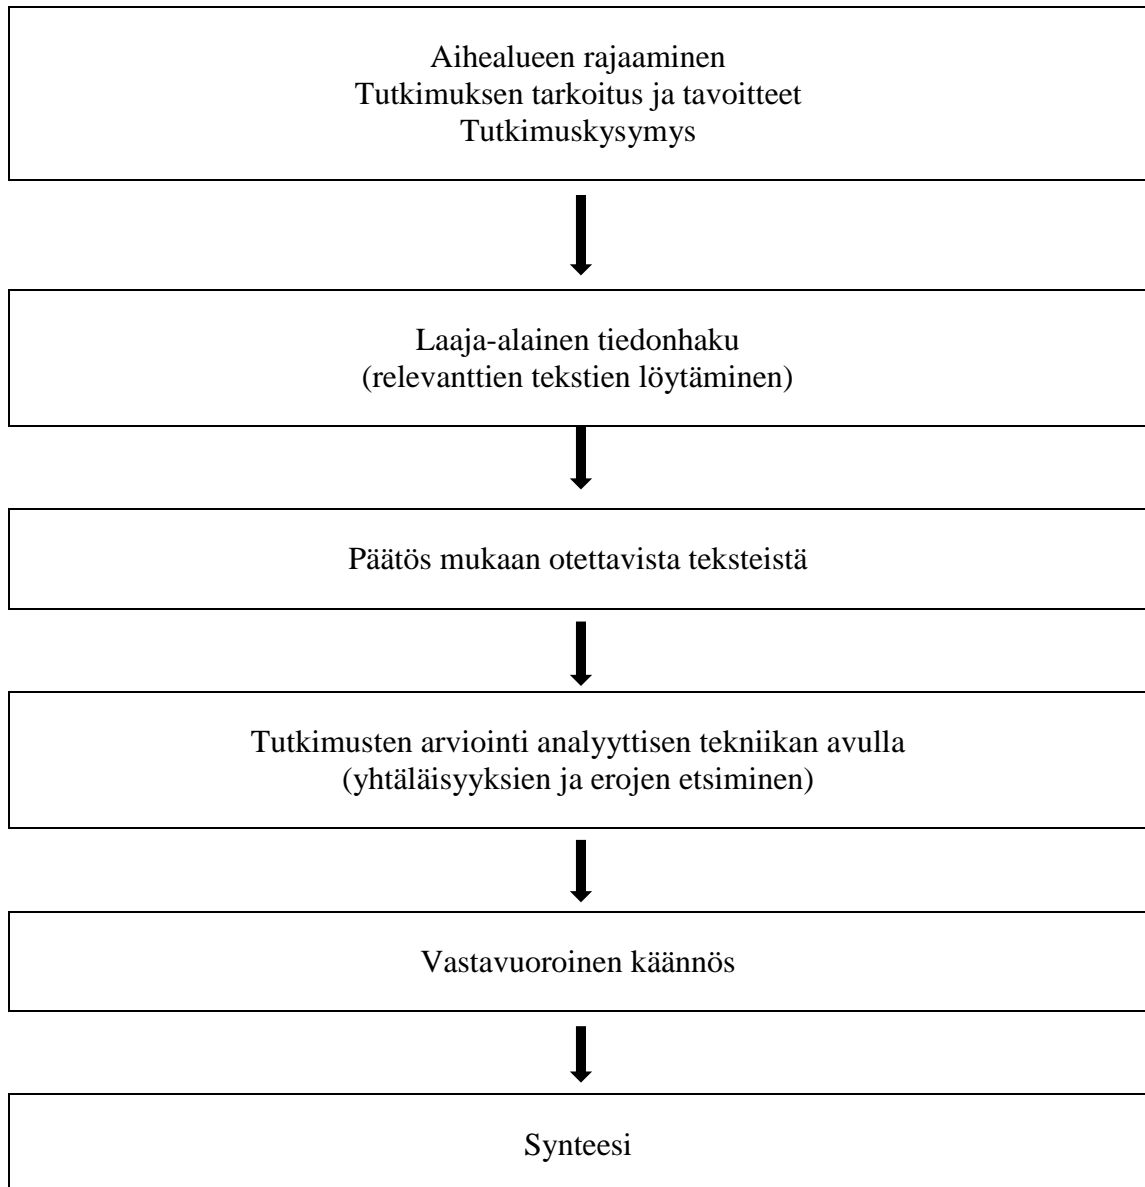 Aihealueen rajaaminen
Tutkimuksen tarkoitus ja tavoitteet
Tutkimuskysymys
Laaja-alainen tiedonhaku
(relevanttien tekstien löytäminen)
Päätös mukaan otettavista teksteistä
Tutkimusten arviointi analyyttisen tekniikan avulla
(yhtäläisyyksien ja erojen etsiminen)
Vastavuoroinen käännös
Synteesi